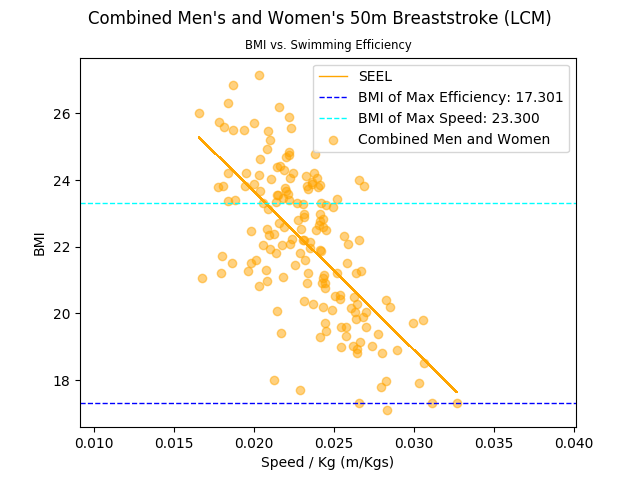 Combined Men's and Women's 50m Breaststroke (LCM)
BMI vs. Swimming Efficiency
SEEL
BMI of Max Efficiency: 17.301
BMI of Max Speed: 23.300
Combined Men and Women
BMI
26
24
22
20
18
0.010
0.015
0.020
0.025
0.030
0.035
0.040
Speed / Kg (m/Kgs)